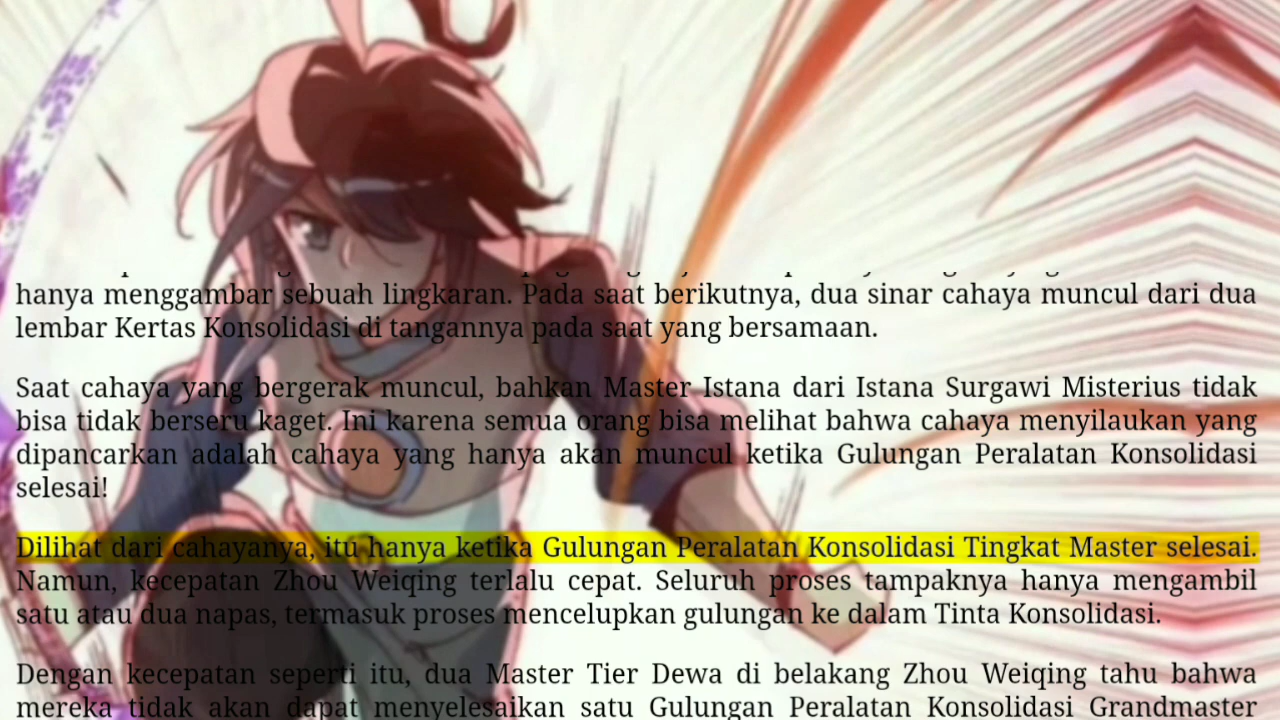 hanya menggambar sebuah lingkaran. Pada saat berikutnya, dua sinar cahaya muncul dari dua
lembar Kertas Konsolidasi di tangannya pada saat yang bersamaan.
Saat cahaya yang bergerak muncul, bahkan Master Istana dari Istana Surgawi Misterius tidak
bisa tidak berseru kaget. Ini karena semua orang bisa melihat bahwa cahaya menyilaukan yang
dipancarkan adalah cahaya yang hanya akan muncul ketika Gulungan Peralatan Konsolidasi
selesai!
Dilihat dari cahayanya, itu hanya ketika Gulungan Peralatan Konsolidasi Tingkat Master selesai.
Namun, kecepatan Zhou Weiqing terlalu cepat. Seluruh proses tampaknya hanya mengambil
satu atau dua napas, termasuk proses mencelupkan gulungan ke dalam Tinta Konsolidasi.
Dengan kecepatan seperti itu, dua Master Tier Dewa di belakang Zhou Weiqing tahu bahwa
mereka tidak akan dapat menyelesaikan satu Gulungan Peralatan Konsolidasi Grandmaster